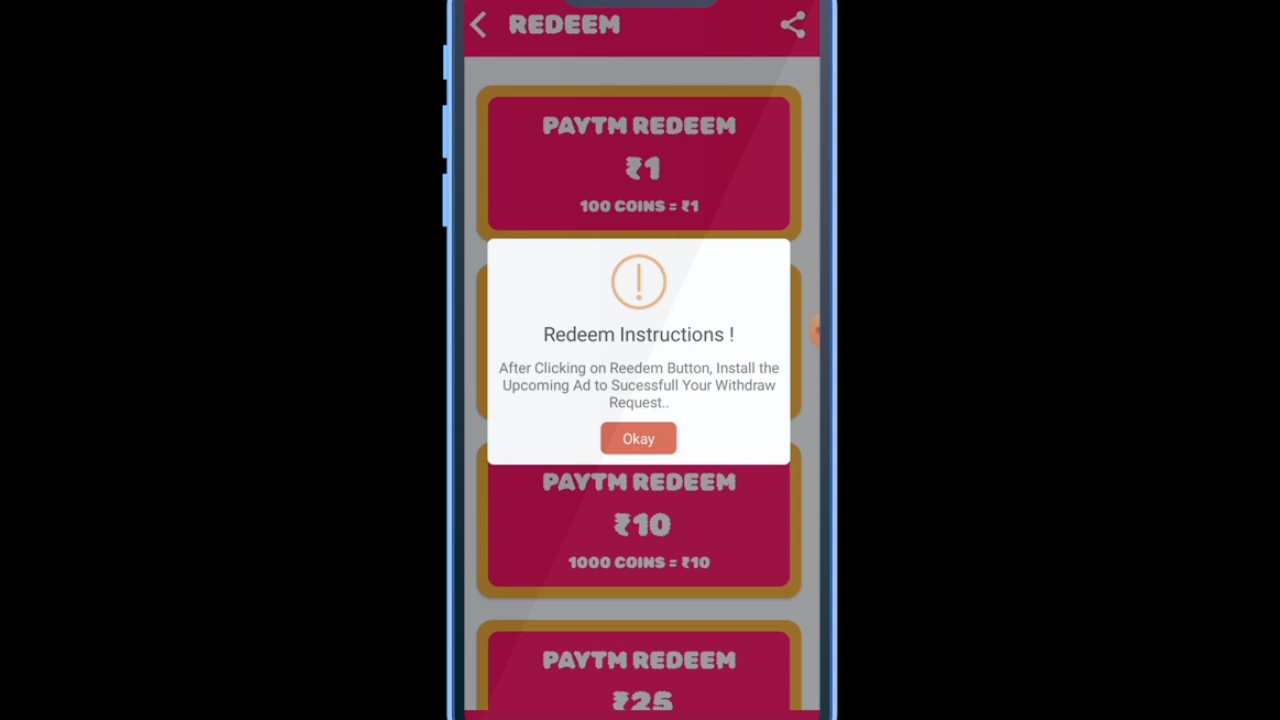 REDEEM
PAYTM REDEEM
₹1
100 COINS = ₹1
Redeem Instructions !
After Clicking on Reedem Button, Install the
Upcoming Ad to Sucessfull Your Withdraw
Request..
Okay
PAYTM REDEEM
₹10
1000 COINS = ₹10
PAYTM REDEEM
₹25